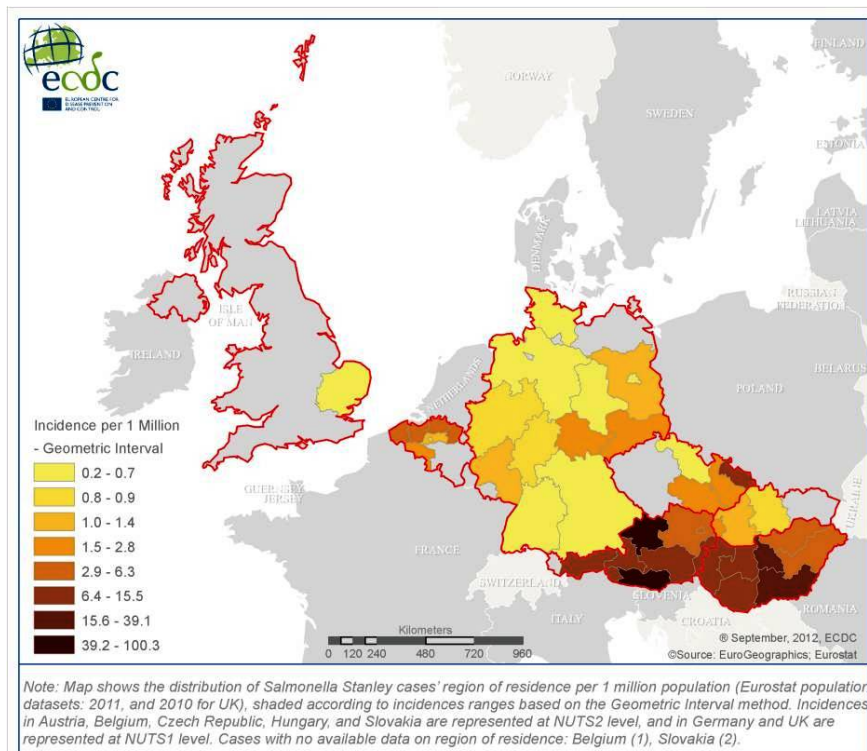 ecdc
EUROPEAN CENTRE FOR
DISEASE PREVENTION
AND CONTROL
NORWAY
FINLAND
SWEDEN
ESTONIA
LATVIA
LITHUANIA
DENMARK
RUSSIAN
FEDERATION
ISLE
OF MAN
IRELAND
NETHERLANDS
POLAND
BELARUS
UKRAINE
GUERNSEY
JERSEY
FRANCE
SWITZERLAND
ITALY
SLOVENIA
CROATIA
ROMANIA
Incidence per 1 Million
- Geometric Interval
0.2 - 0.7
0.8 - 0.9
1.0 - 1.4
1.5 - 2.8
2.9 - 6.3
6.4 - 15.5
15.6 - 39.1
39.2 - 100.3
Kilometers
0 120 240 480 720 960
® September, 2012, ECDC
©Source: EuroGeographics; Eurostat
Note: Map shows the distribution of Salmonella Stanley cases' region of residence per 1 million population (Eurostat population
datasets: 2011, and 2010 for UK), shaded according to incidences ranges based on the Geometric Interval method. Incidences
in Austria, Belgium, Czech Republic, Hungary, and Slovakia are represented at NUTS2 level, and in Germany and UK are
represented at NUTS1 level. Cases with no available data on region of residence: Belgium (1), Slovakia (2).